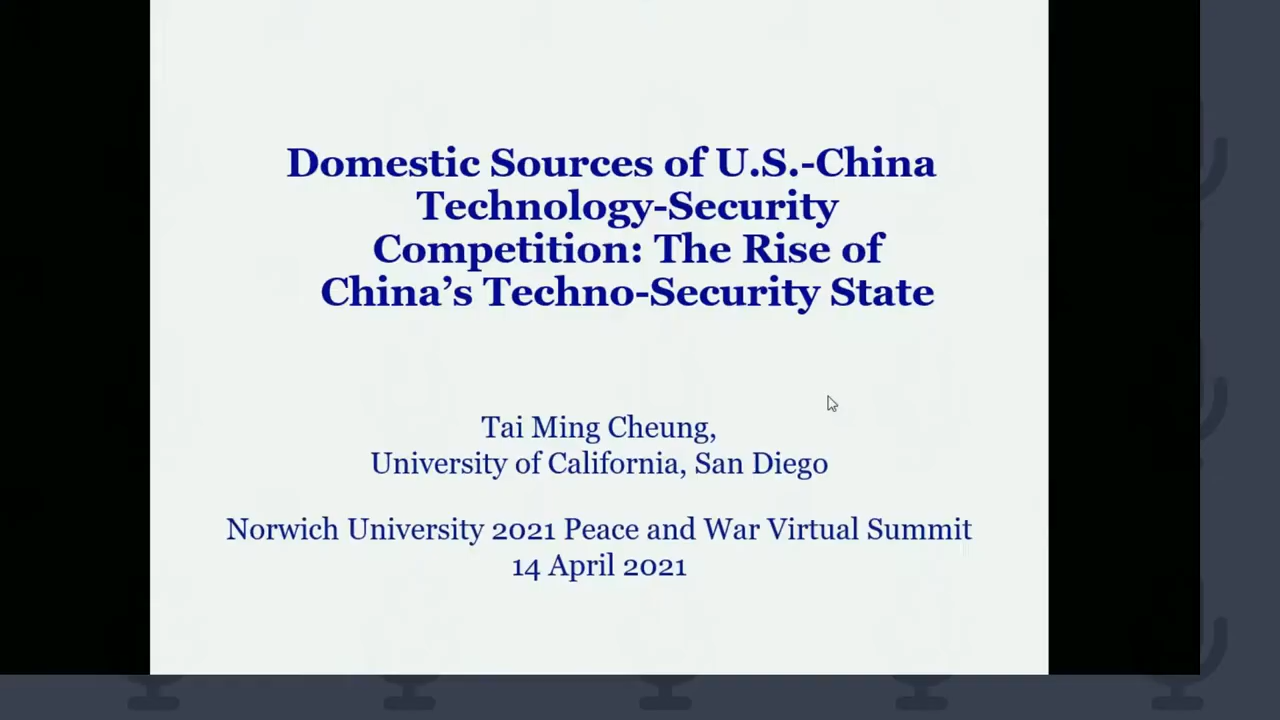 Domestic Sources of U.S.-China
Technology-Security
Competition: The Rise of
China’s Techno-Security State
Tai Ming Cheung,
University of California, San Diego
Norwich University 2021 Peace and War Virtual Summit
14 April 2021